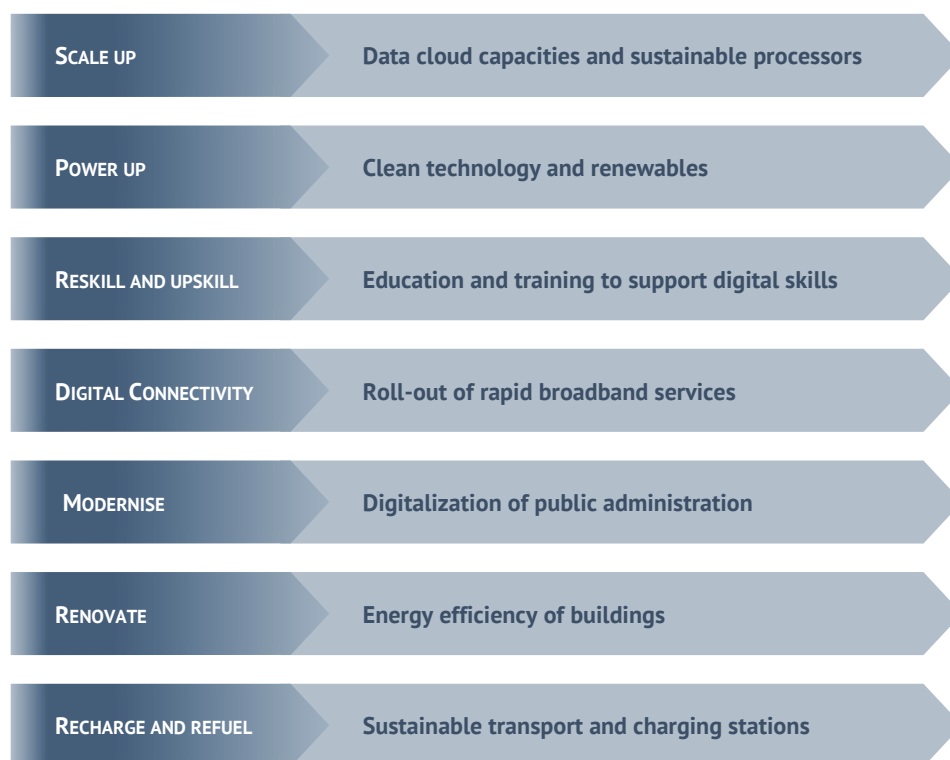 Scale up
Data cloud capacities and sustainable processors
Power up
Clean technology and renewables
Reskill and upskill
Education and training to support digital skills
Digital Connectivity
Roll-out of rapid broadband services
Modernise
Digitalization of public administration
Renovate
Energy efficiency of buildings
Recharge and refuel
Sustainable transport and charging stations